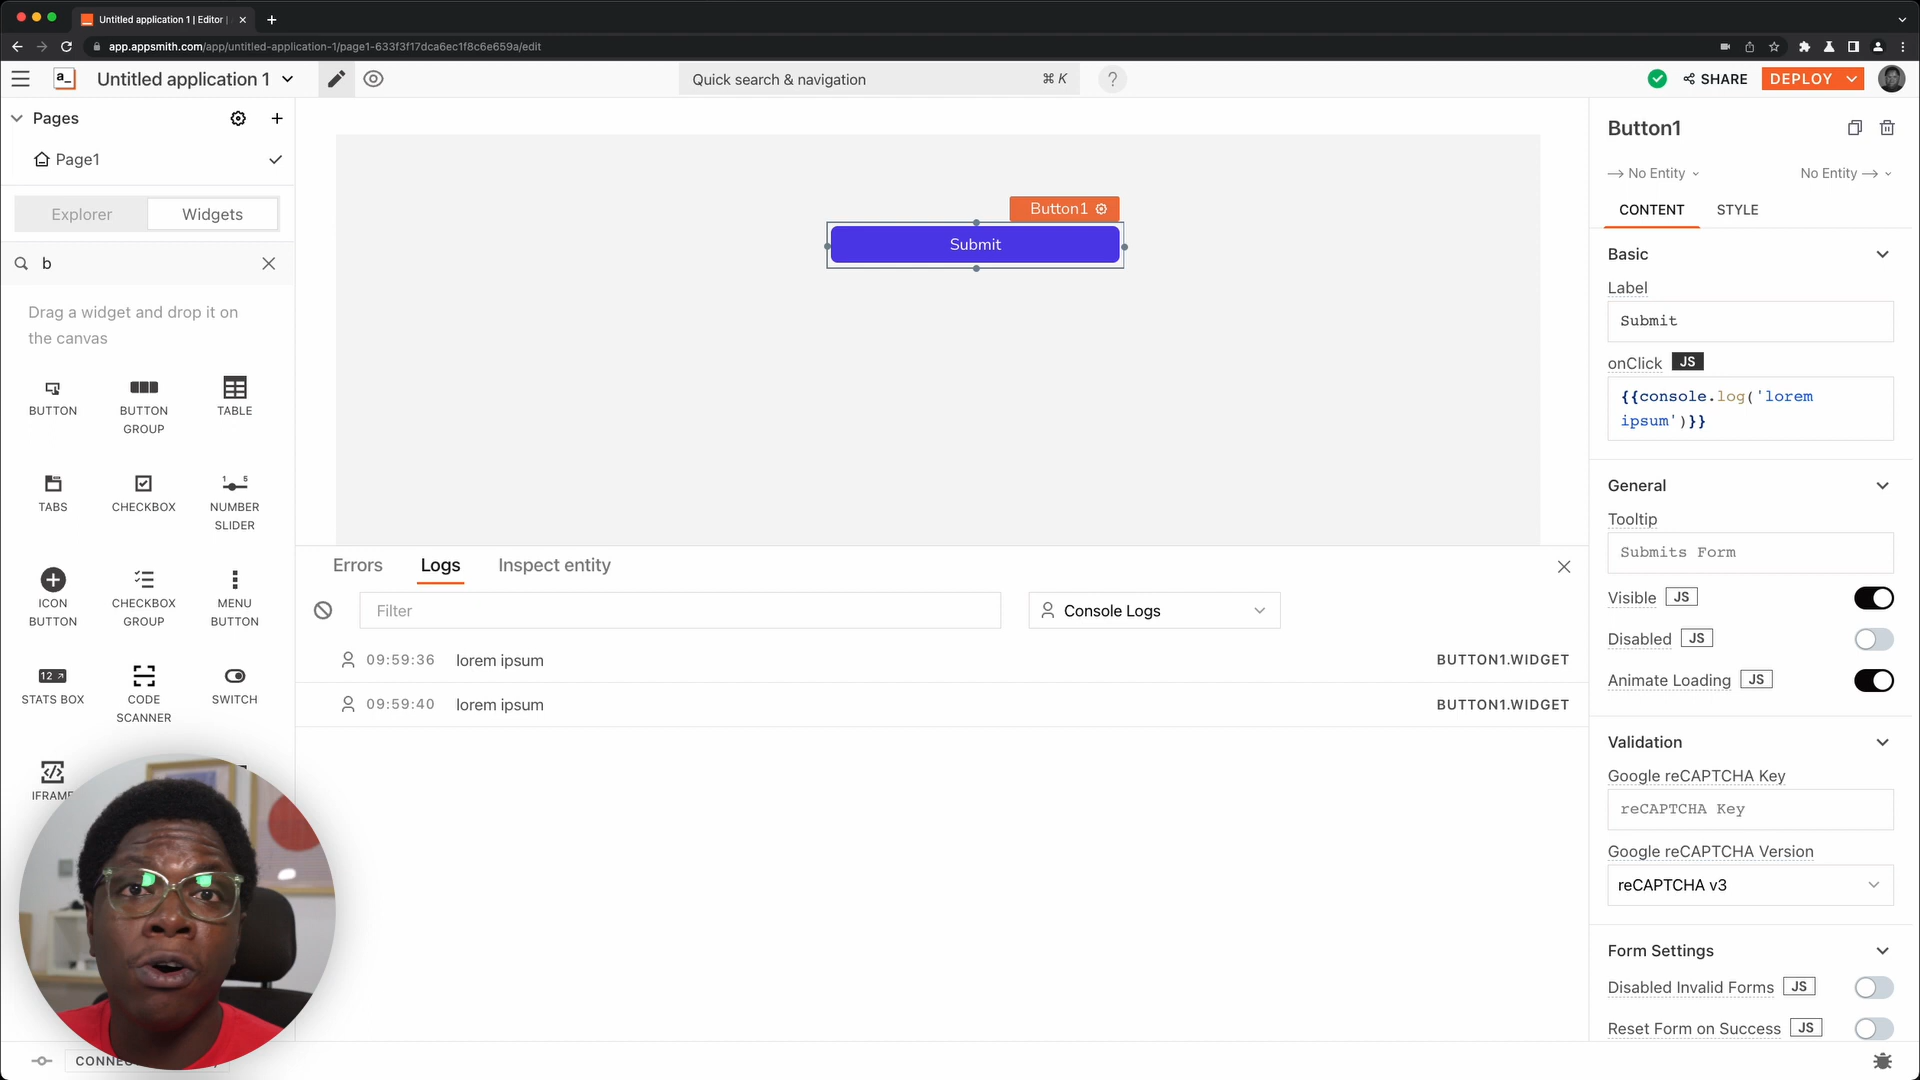 Untitled application 1 | Editor |
app.appsmith.com/app/untitled-application-1/page1-633f3f17dca6ec1f8c6e659a/edit
a_ Untitled application 1
Quick search & navigation ⌘ K ?
SHARE DEPLOY
Pages
Page1
Explorer Widgets
b
Drag a widget and drop it on
the canvas
BUTTON
BUTTON
GROUP
TABLE
TABS
CHECKBOX
1 5
NUMBER
SLIDER
ICON
BUTTON
CHECKBOX
GROUP
MENU
BUTTON
12
STATS BOX
CODE
SCANNER
SWITCH
IFRAME
Button1
Submit
Errors Logs Inspect entity
Filter
Console Logs
09:59:36 lorem ipsum BUTTON1.WIDGET
09:59:40 lorem ipsum BUTTON1.WIDGET
Button1
No Entity No Entity
CONTENT STYLE
Basic
Label
Submit
onClick JS
{{console.log('lorem
ipsum')}}
General
Tooltip
Submits Form
Visible JS
Disabled JS
Animate Loading JS
Validation
Google reCAPTCHA Key
reCAPTCHA Key
Google reCAPTCHA Version
reCAPTCHA v3
Form Settings
Disabled Invalid Forms JS
Reset Form on Success JS